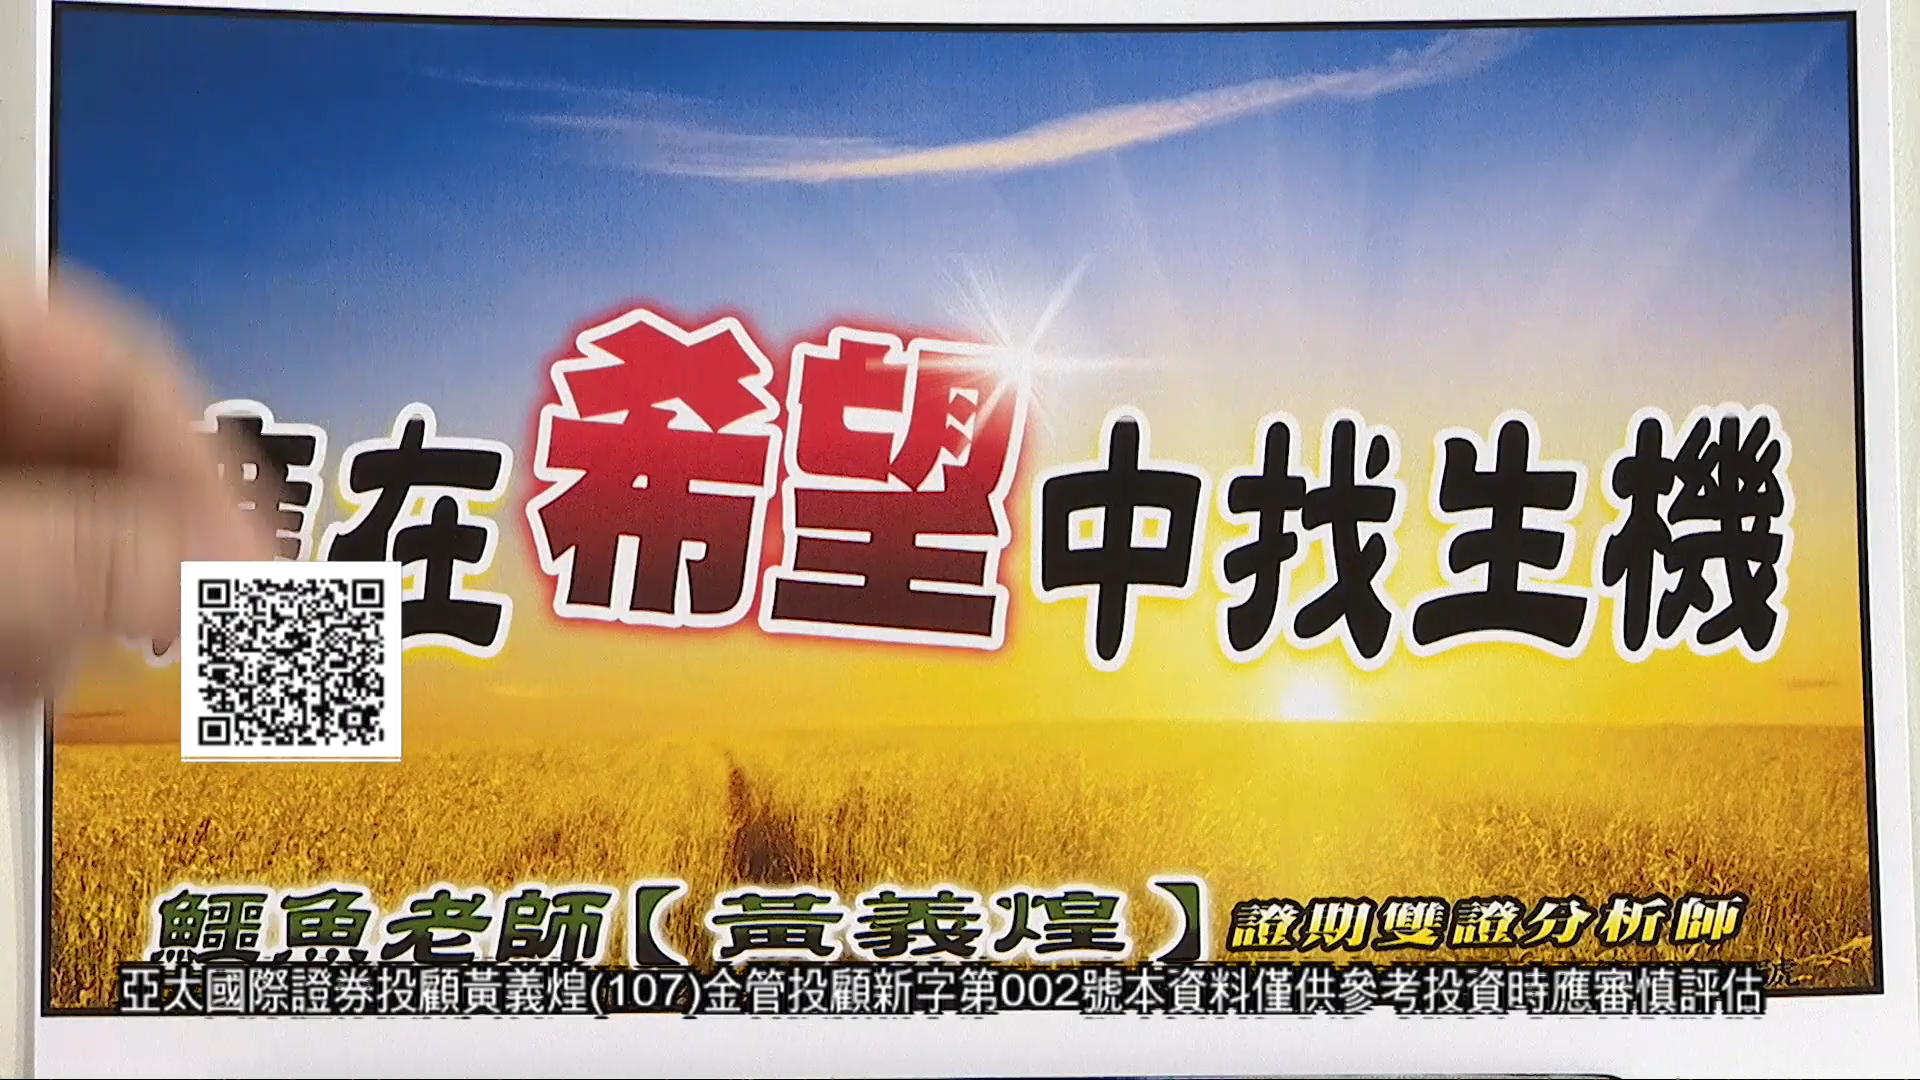 應在希望中找生機
鱷魚老師【黃義煌】證期雙證分析師
亞太國際證券投顧黃義煌(107)金管投顧新字第002號本資料僅供參考投資時應審慎評估